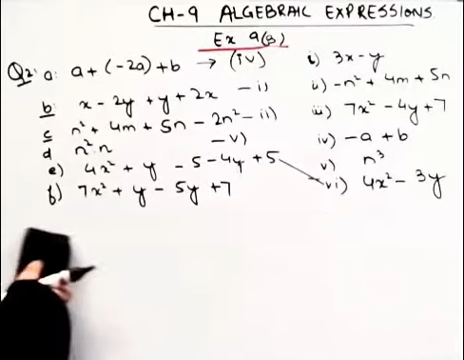 CH-9 ALGEBRAIC EXPRESSIONS
Ex 9(B)
Q2: a: a + (-2a) + b → (iv)
b: x - 2y + y + 2x - i)
c n² + 4m + 5n - 2n² - ii)
d n². n - v)
e) 4x² + y - 5 - 4y + 5
f) 7x² + y - 5y + 7
i) 3x - y
ii) -n² + 4m + 5n
iii) 7x² - 4y + 7
iv) -a + b
v) n³
vi) 4x² - 3y